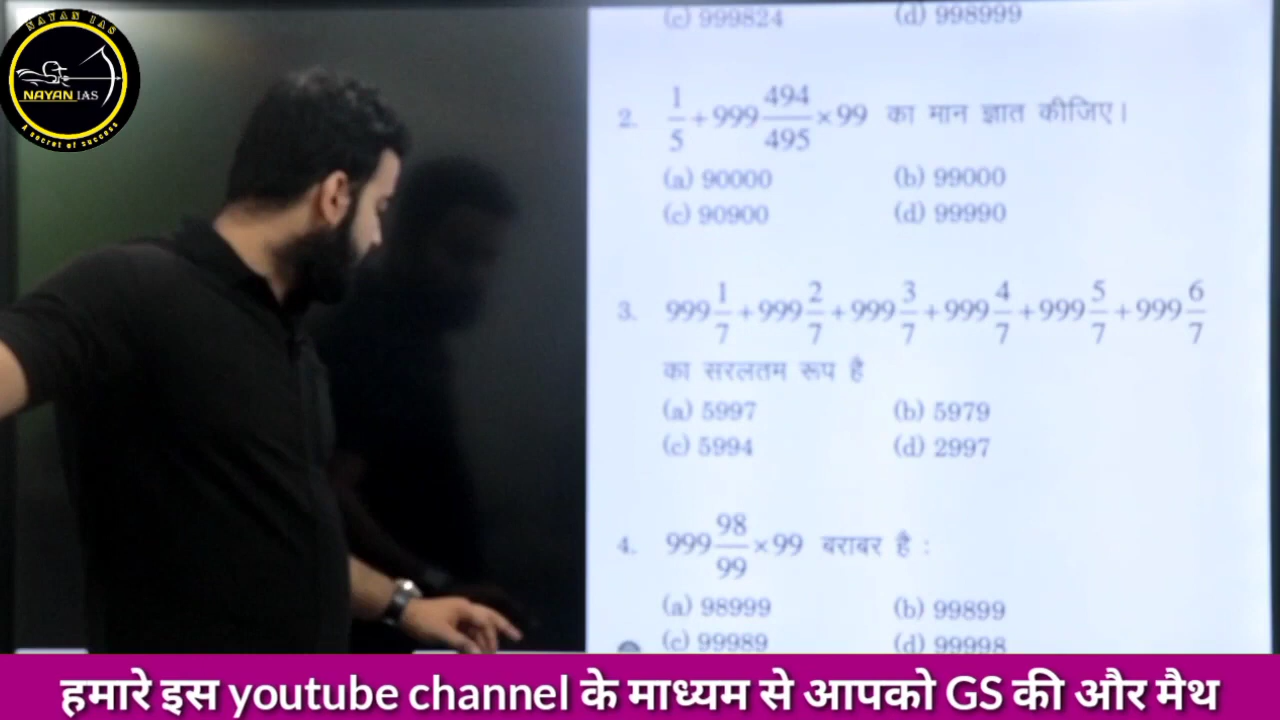 NAYAN IAS
NAYAN IAS
A secret of success
(c) 999824 (d) 998999
2. 1/5 + 999 494/495 × 99 का मान ज्ञात कीजिए।
(a) 90000 (b) 99000
(c) 90900 (d) 99990
3. 999 1/7 + 999 2/7 + 999 3/7 + 999 4/7 + 999 5/7 + 999 6/7
का सरलतम रूप है
(a) 5997 (b) 5979
(c) 5994 (d) 2997
4. 999 98/99 × 99 बराबर है :
(a) 98999 (b) 99899
(c) 99989 (d) 99998
हमारे इस youtube channel के माध्यम से आपको GS की और मैथ